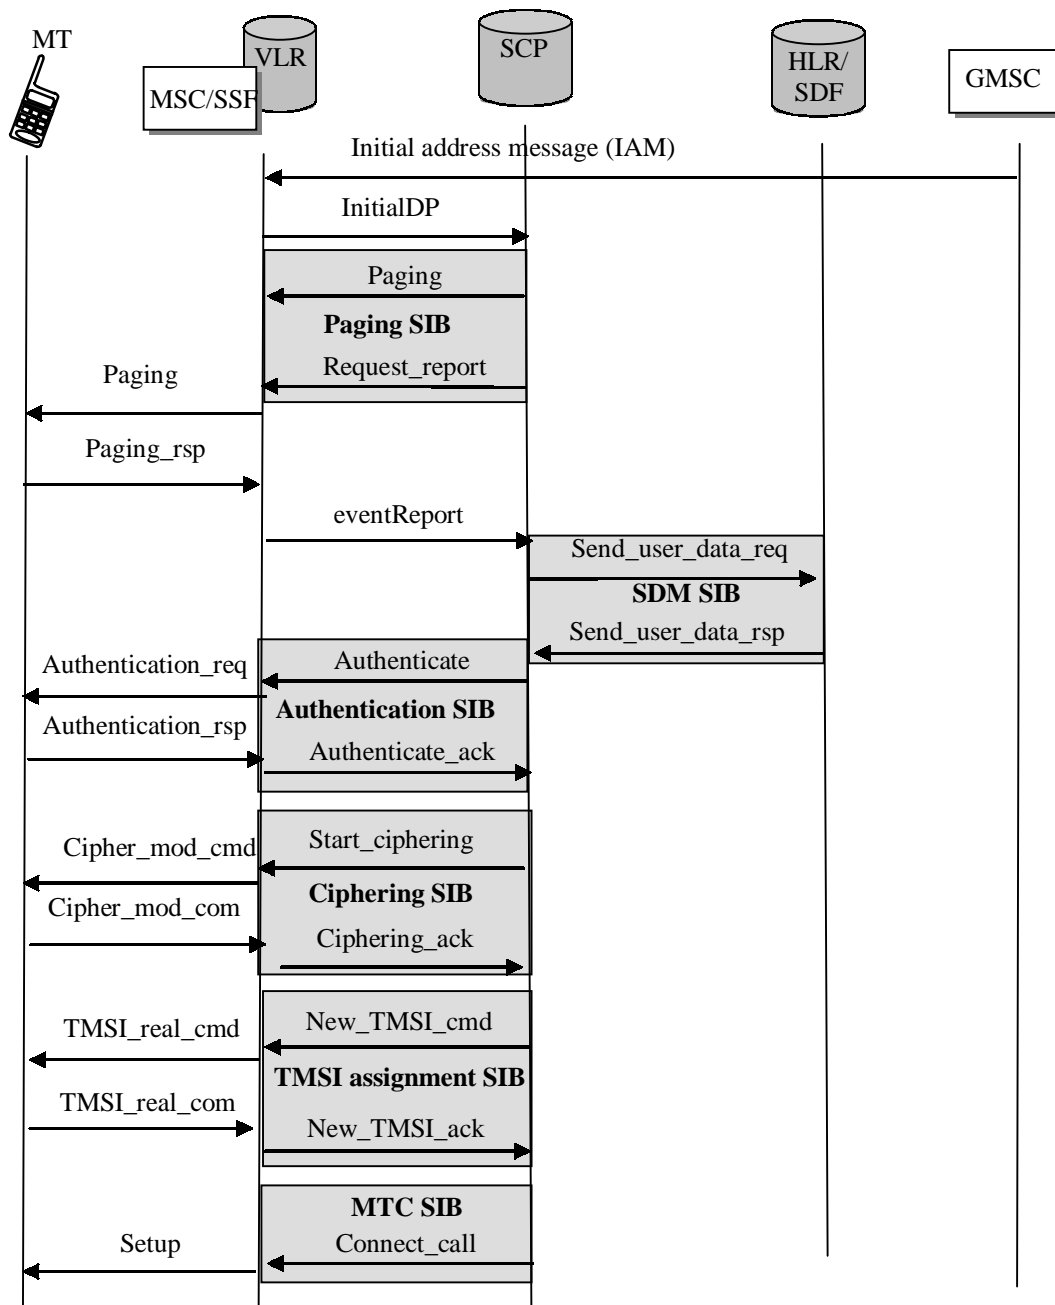 MT
VLR
SCP
HLR/
SDF
MSC/SSF
GMSC
Initial address message (IAM)
InitialDP
Paging
Paging SIB
Request_report
Paging
Paging_rsp
eventReport
Send_user_data_req
SDM SIB
Send_user_data_rsp
Authenticate
Authentication_req
Authentication SIB
Authentication_rsp
Authenticate_ack
Start_ciphering
Cipher_mod_cmd
Ciphering SIB
Cipher_mod_com
Ciphering_ack
New_TMSI_cmd
TMSI_real_cmd
TMSI assignment SIB
TMSI_real_com
New_TMSI_ack
MTC SIB
Setup
Connect_call